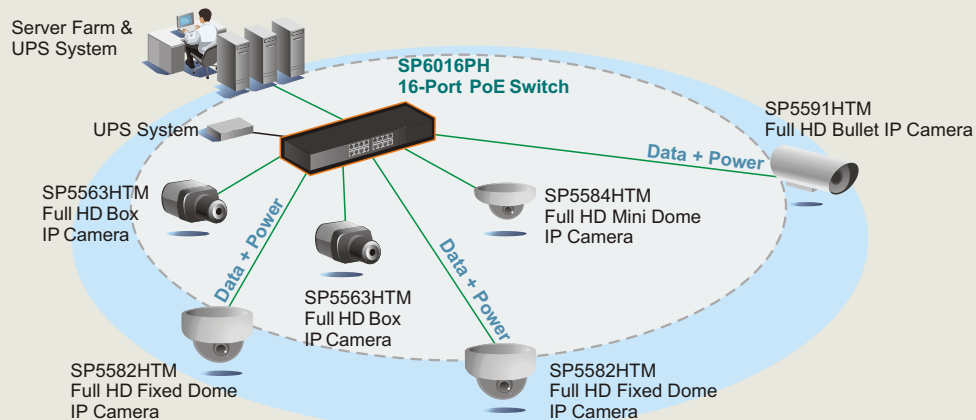 Server Farm &
UPS System
SP6016PH
16-Port PoE Switch
UPS System
SP5591HTM
Full HD Bullet IP Camera
Data + Power
SP5563HTM
Full HD Box
IP Camera
SP5584HTM
Full HD Mini Dome
IP Camera
Data + Power
Data + Power
SP5563HTM
Full HD Box
IP Camera
SP5582HTM
Full HD Fixed Dome
IP Camera
SP5582HTM
Full HD Fixed Dome
IP Camera